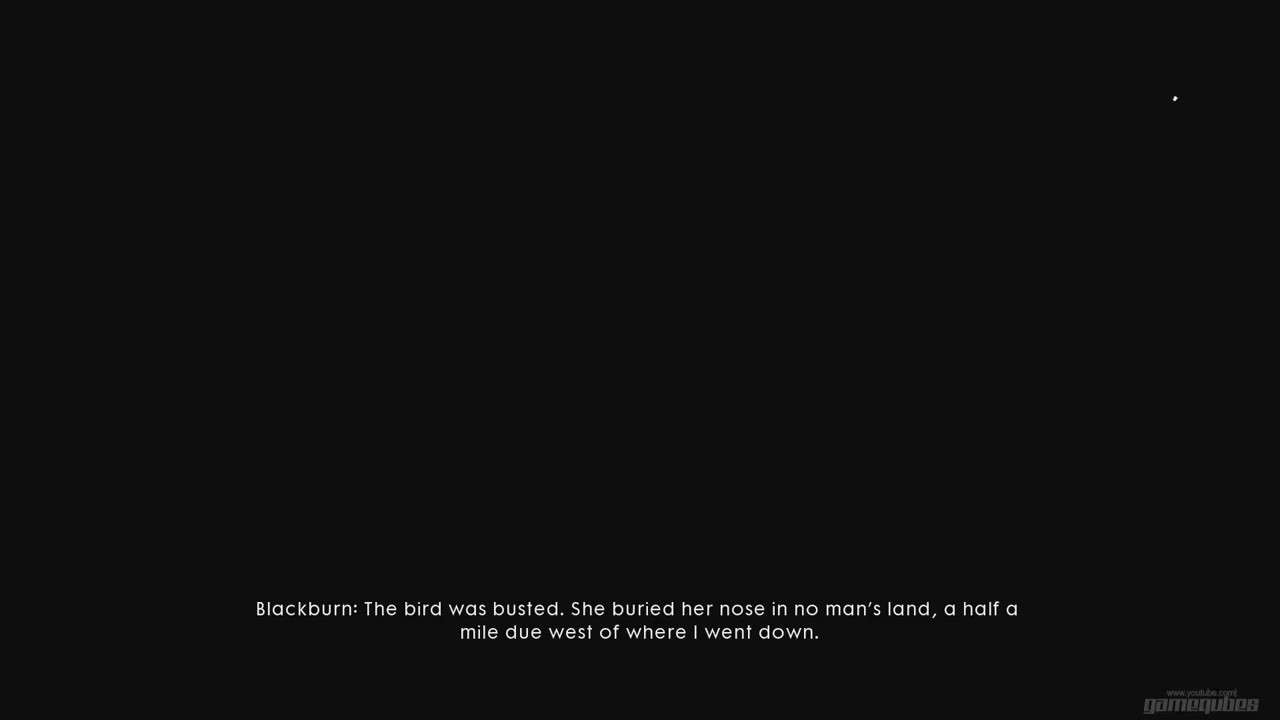 Blackburn: The bird was busted. She buried her nose in no man's land, a half a
mile due west of where I went down.
www.youtube.com/
gamequbes